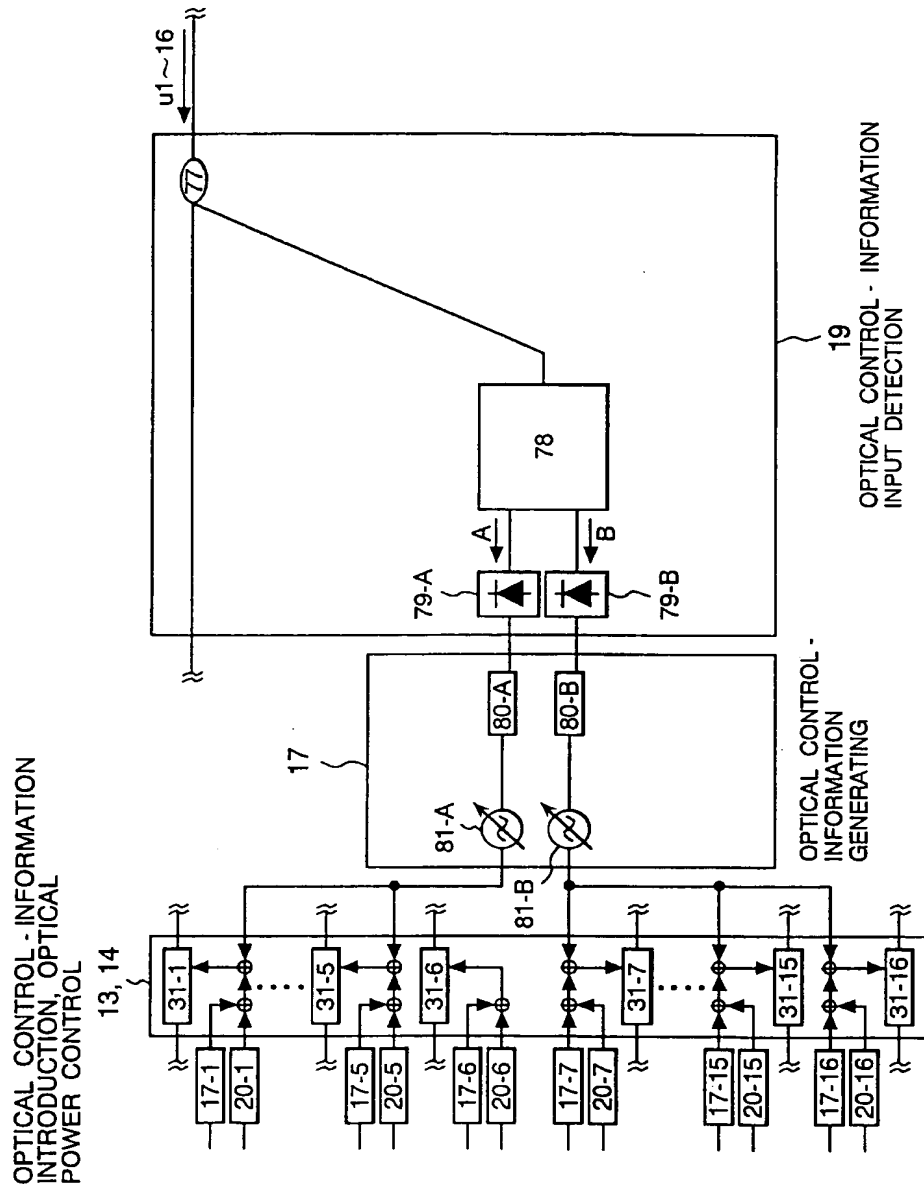 OPTICAL CONTROL - INFORMATION
INTRODUCTION, OPTICAL
POWER CONTROL
13, 14
17-1
20-1
31-1
17-5
20-5
31-5
17-6
20-6
31-6
17-7
20-7
31-7
17-15
20-15
31-15
17-16
20-16
31-16
17
81-A
81-B
80-A
80-B
OPTICAL CONTROL -
INFORMATION
GENERATING
79-A
79-B
A
B
78
77
u1~16
19
OPTICAL CONTROL - INFORMATION
INPUT DETECTION